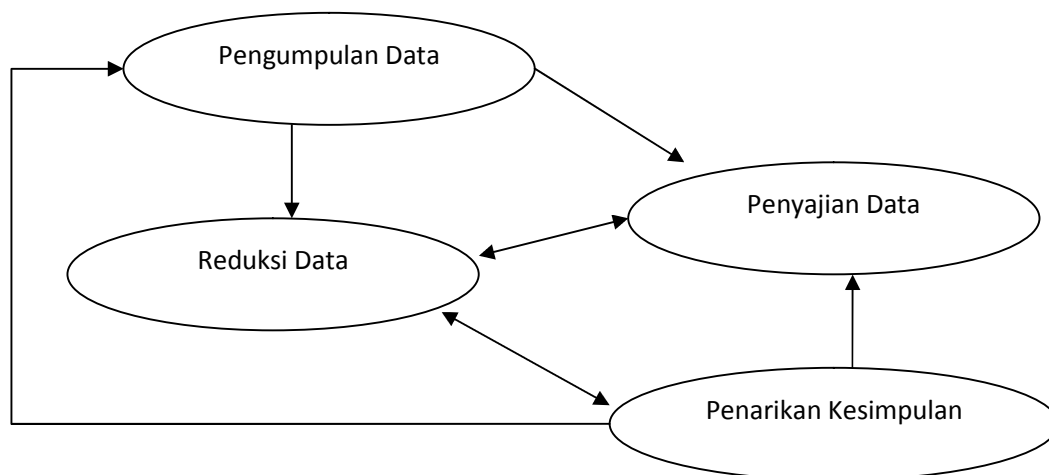 Pengumpulan Data
Penyajian Data
Reduksi Data
Penarikan Kesimpulan